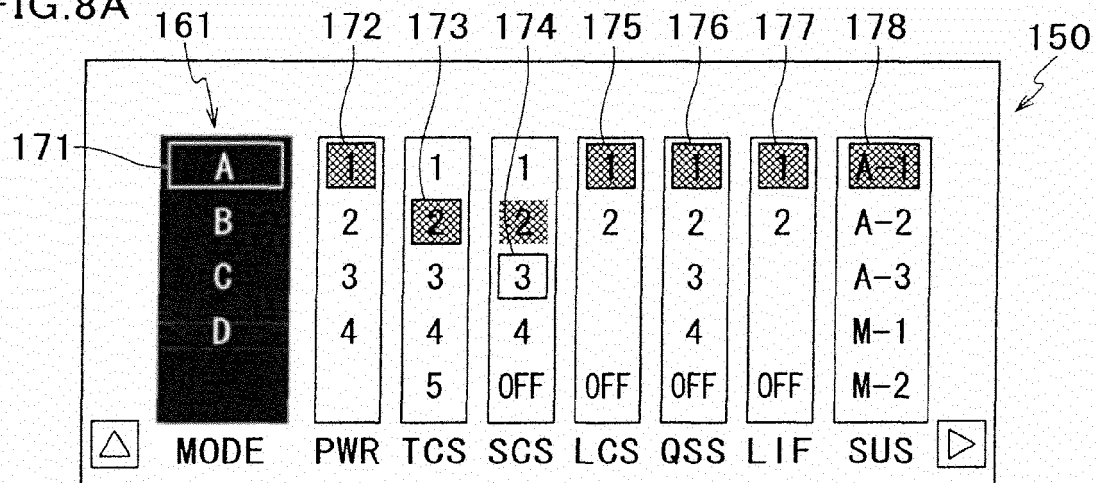 FIG.8A
161 172 173 174 175 176 177 178 150
171 A 1 1 1 1 1 1 A-1
B 2 2 2 2 2 2 A-2
C 3 3 3 3 A-3
D 4 4 4 4 M-1
5 OFF OFF OFF OFF M-2
MODE PWR TCS SCS LCS QSS LIF SUS